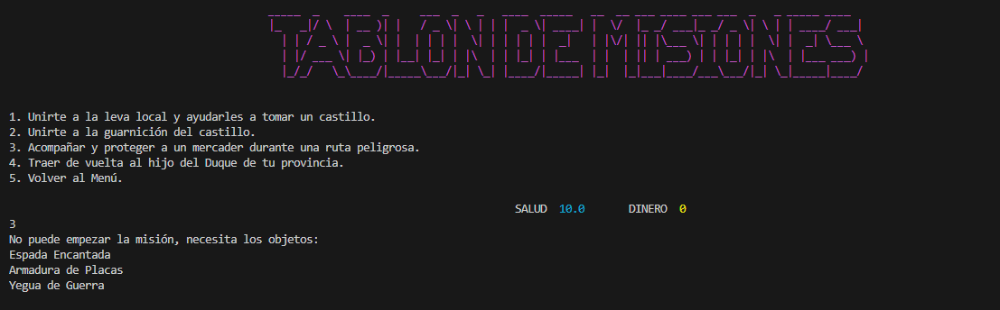 TABLON DE MISIONES
1. Unirte a la leva local y ayudarles a tomar un castillo.
2. Unirte a la guarnición del castillo.
3. Acompañar y proteger a un mercader durante una ruta peligrosa.
4. Traer de vuelta al hijo del Duque de tu provincia.
5. Volver al Menú.
SALUD 10.0 DINERO 0
3
No puede empezar la misión, necesita los objetos:
Espada Encantada
Armadura de Placas
Yegua de Guerra